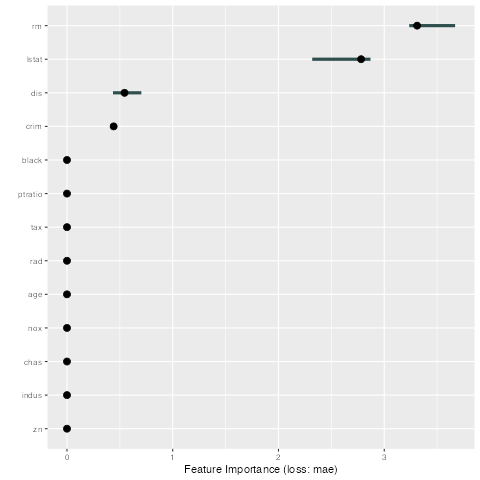 rm
lstat
dis
crim
black
ptratio
tax
rad
age
nox
chas
indus
zn
0 1 2 3
Feature Importance (loss: mae)